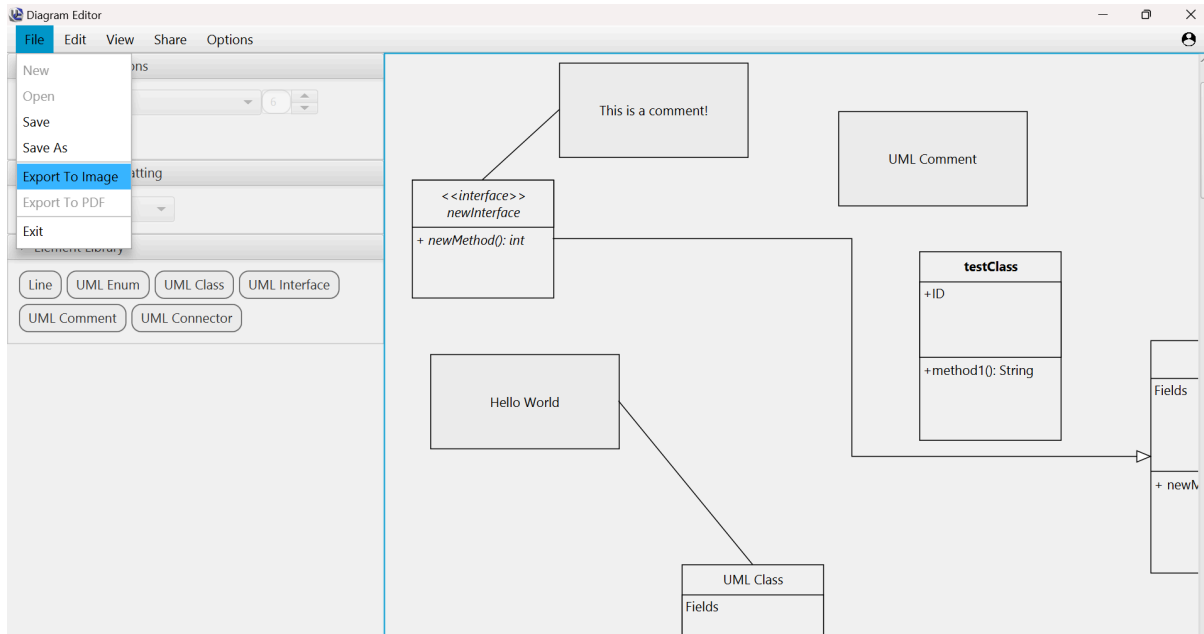 Diagram Editor
File Edit View Share Options
New
Open
Save
Save As
Export To Image
Export To PDF
Exit
ons
6
atting
Element Library
Line UML Enum UML Class UML Interface
UML Comment UML Connector
This is a comment!
UML Comment
<<interface>>
newInterface
+ newMethod(): int
testClass
+ID
+method1(): String
Fields
+ newM
Hello World
UML Class
Fields